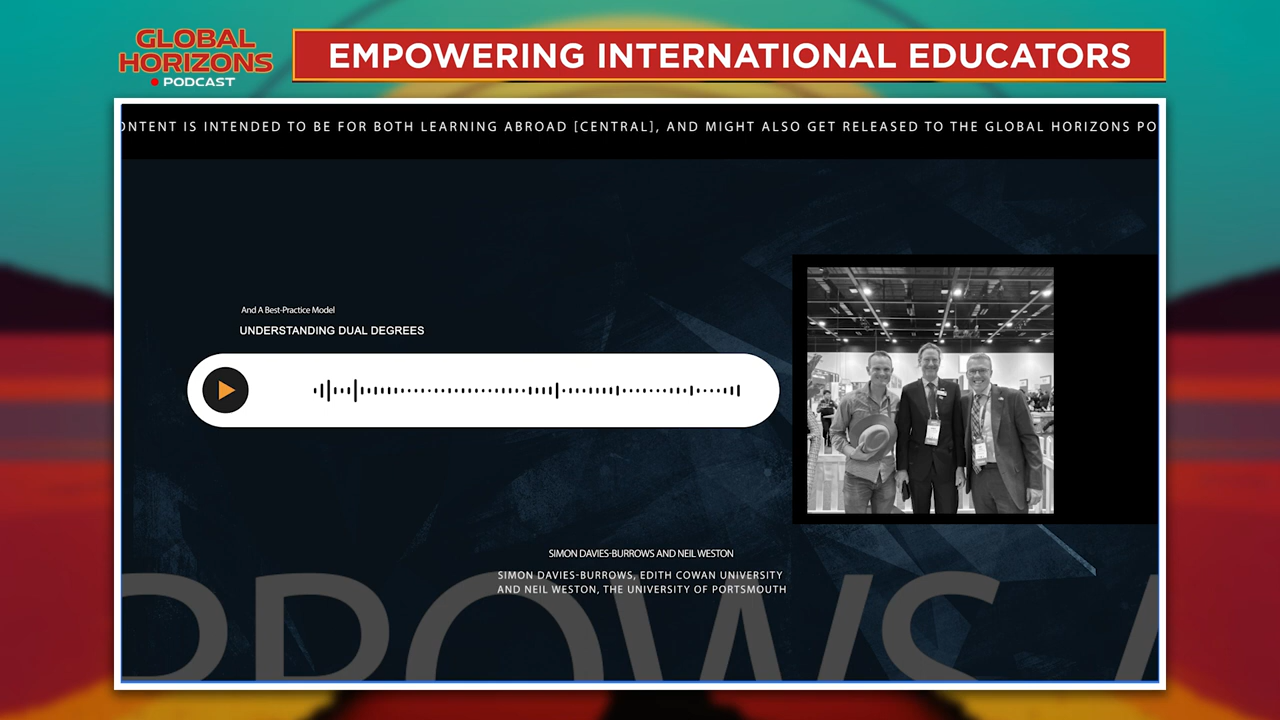 GLOBAL
HORIZONS
PODCAST
EMPOWERING INTERNATIONAL EDUCATORS
ONTENT IS INTENDED TO BE FOR BOTH LEARNING ABROAD [CENTRAL], AND MIGHT ALSO GET RELEASED TO THE GLOBAL HORIZONS PO
And A Best-Practice Model
UNDERSTANDING DUAL DEGREES
SIMON DAVIES-BURROWS AND NEIL WESTON
SIMON DAVIES-BURROWS, EDITH COWAN UNIVERSITY
AND NEIL WESTON, THE UNIVERSITY OF PORTSMOUTH
RROWS A